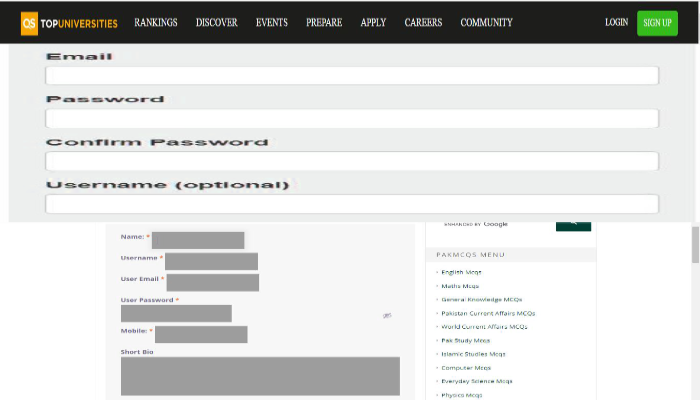 QS TOPUNIVERSITIES RANKINGS DISCOVER EVENTS PREPARE APPLY CAREERS COMMUNITY LOGIN SIGN UP
Email
Password
Confirm Password
Username (optional)
ENHANCED BY Google
Name: *
Username *
User Email *
User Password *
Mobile: *
Short Bio
PAKMCQS MENU
English Mcqs
Maths Mcqs
General Knowledge MCQs
Pakistan Current Affairs MCQs
World Current Affairs MCQs
Pak Study Mcqs
Islamic Studies Mcqs
Computer Mcqs
Everyday Science Mcqs
Physics Mcqs